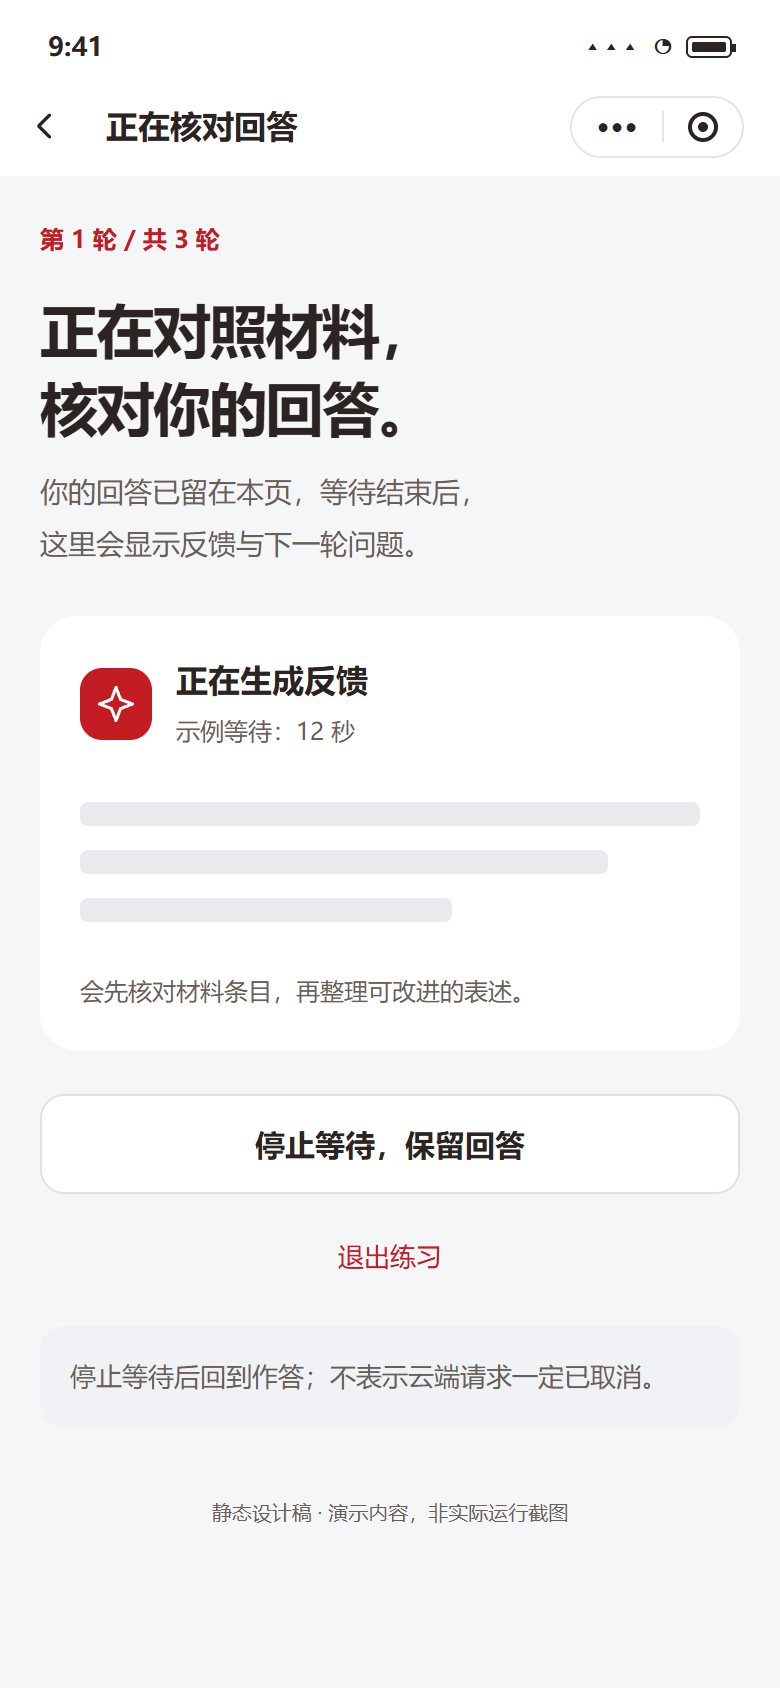 9:41
正在核对回答
第 1 轮 / 共 3 轮
正在对照材料，
核对你的回答。
你的回答已留在本页，等待结束后，
这里会显示反馈与下一轮问题。
正在生成反馈
示例等待：12 秒
会先核对材料条目，再整理可改进的表述。
停止等待，保留回答
退出练习
停止等待后回到作答；不表示云端请求一定已取消。
静态设计稿 · 演示内容，非实际运行截图